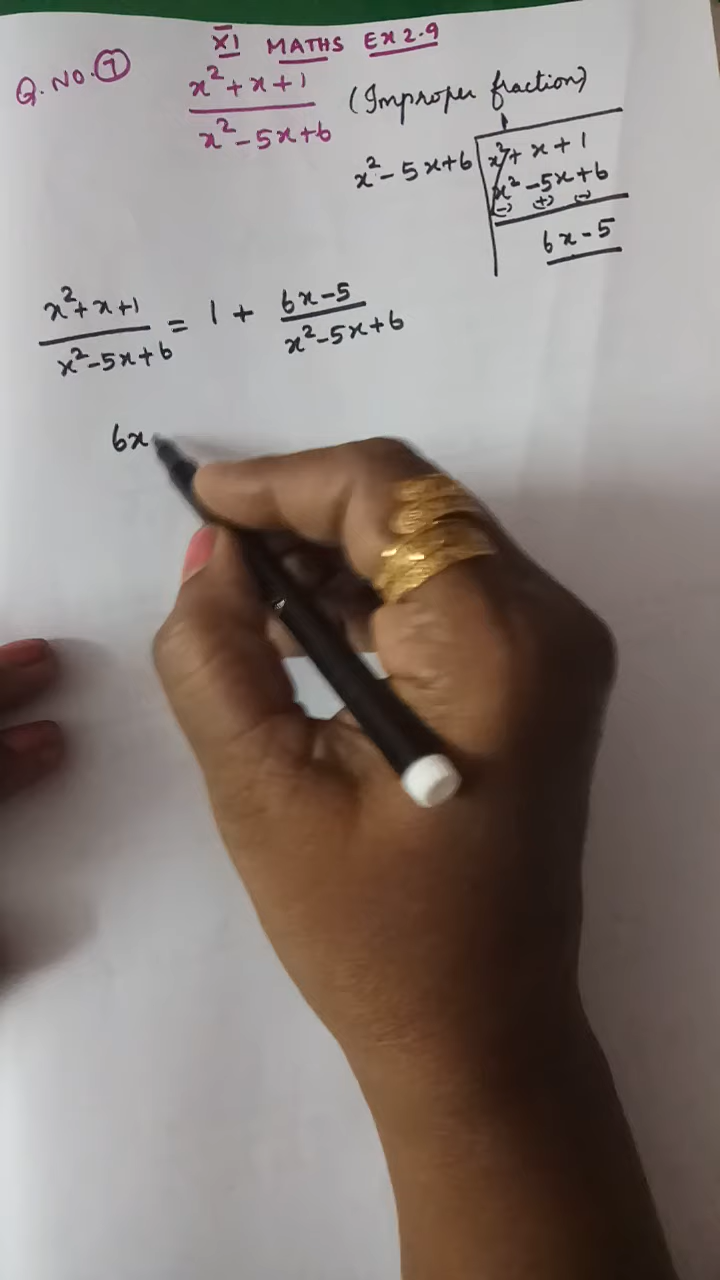 XI MATHS Ex 2.9
Q. NO. 7
x² + x + 1 / x² - 5x + 6 (Improper fraction)
1
x² - 5x + 6 | x² + x + 1
x² - 5x + 6
(-) (+) (-)
6x - 5
x² + x + 1 / x² - 5x + 6 = 1 + 6x - 5 / x² - 5x + 6
6x